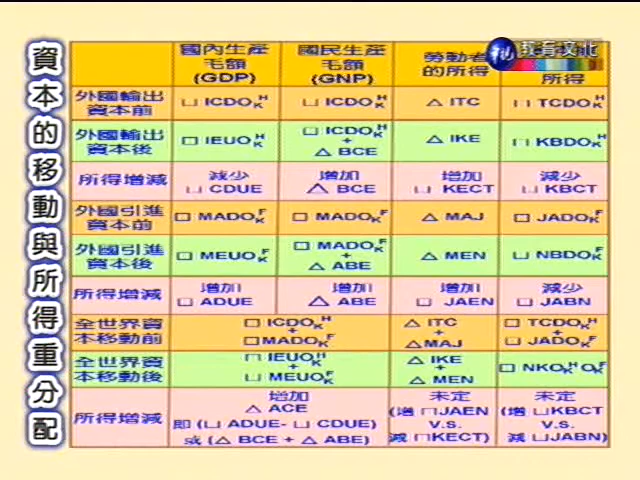 資本的移動與所得重分配
教育文化
國內生產毛額(GDP)
國民生產毛額(GNP)
勞動者的所得
所得
外國輸出資本前 □ ICDOKH □ ICDOKH △ ITC □ TCDOKH
外國輸出資本後 □ IEUOKH □ ICDOKH + △ BCE △ IKE □ KBDOKH
所得增減 減少 □ CDUE 增加 △ BCE 增加 □ KECT 減少 □ KBCT
外國引進資本前 □ MADOKF □ MADOKF △ MAJ □ JADOKF
外國引進資本後 □ MEUOKF □ MADOKF + △ ABE △ MEN □ NBDOKF
所得增減 增加 □ ADUE 增加 △ ABE 增加 □ JAEN 減少 □ JABN
全世界資本移動前 □ ICDOKH + □MADOKF △ ITC + △MAJ □ TCDOKH + □ JADOKF
全世界資本移動後 □ IEUOKH + □ MEUOKF △ IKE + △ MEN □ NKOKHOKF
所得增減 增加 △ ACE 即 (□ ADUE- □ CDUE) 或 (△ BCE + △ ABE) 未定 (增 □JAEN V.S. 減 □KECT) 未定 (增 □KBCT V.S. 減 □JABN)